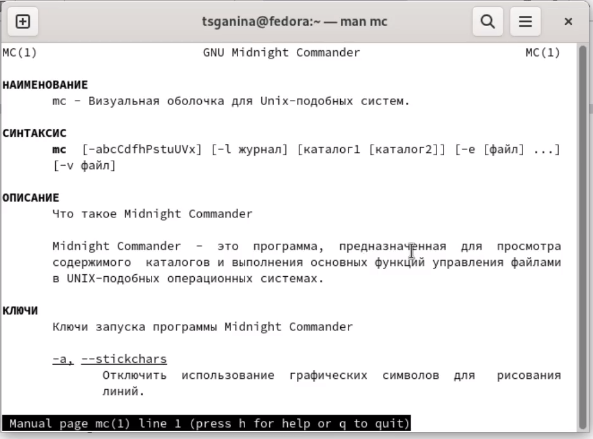 tsganina@fedora:~ — man mc
MC(1) GNU Midnight Commander MC(1)
НАИМЕНОВАНИЕ
mc - Визуальная оболочка для Unix-подобных систем.
СИНТАКСИС
mc [-abcCdfhPstuUVx] [-l журнал] [каталог1 [каталог2]] [-e [файл] ...]
[-v файл]
ОПИСАНИЕ
Что такое Midnight Commander
Midnight Commander - это программа, предназначенная для просмотра
содержимого каталогов и выполнения основных функций управления файлами
в UNIX-подобных операционных системах.
КЛЮЧИ
Ключи запуска программы Midnight Commander
-a, --stickchars
Отключить использование графических символов для рисования
линий.
Manual page mc(1) line 1 (press h for help or q to quit)